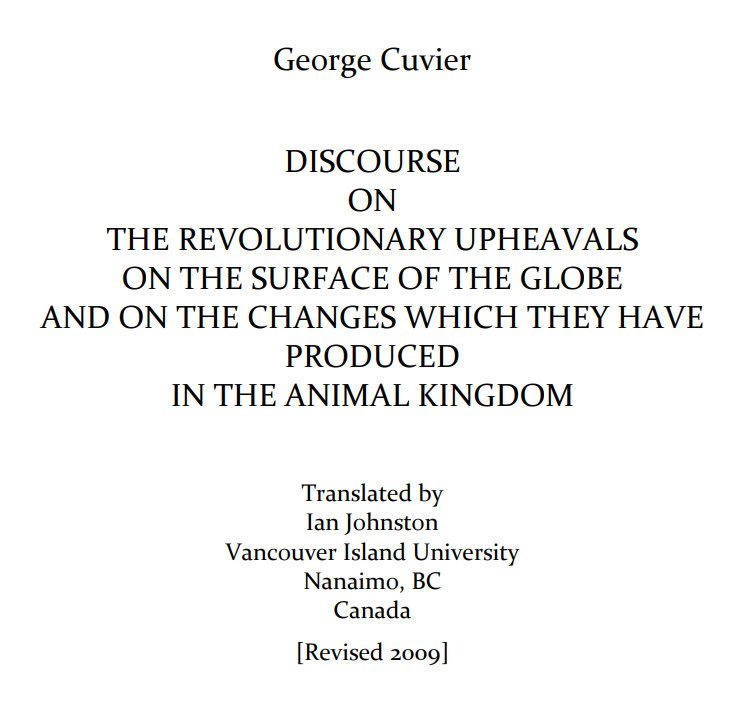 George Cuvier
DISCOURSE
ON
THE REVOLUTIONARY UPHEAVALS
ON THE SURFACE OF THE GLOBE
AND ON THE CHANGES WHICH THEY HAVE
PRODUCED
IN THE ANIMAL KINGDOM
Translated by
Ian Johnston
Vancouver Island University
Nanaimo, BC
Canada
[Revised 2009]